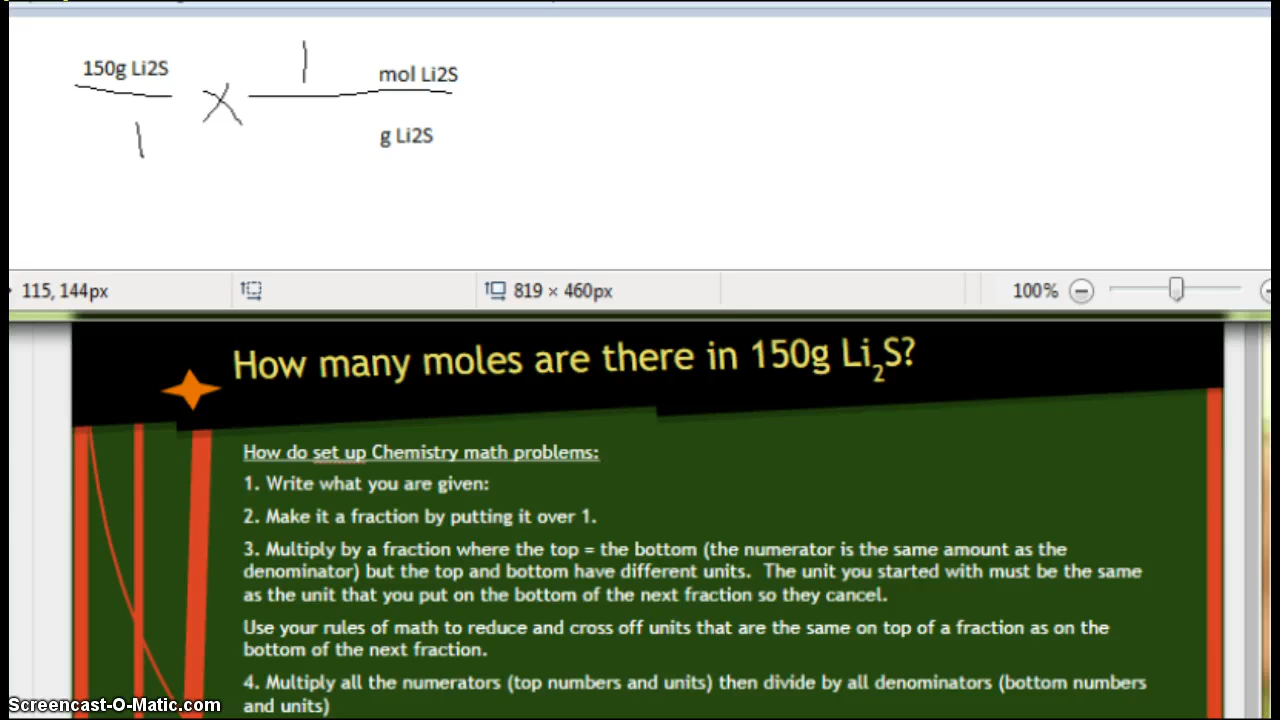 150g Li2S
1
mol Li2S
X
1
g Li2S
115, 144px
819 × 460px
100%
How many moles are there in 150g Li₂S?
How do set up Chemistry math problems:
1. Write what you are given:
2. Make it a fraction by putting it over 1.
3. Multiply by a fraction where the top = the bottom (the numerator is the same amount as the
denominator) but the top and bottom have different units.  The unit you started with must be the same
as the unit that you put on the bottom of the next fraction so they cancel.
Use your rules of math to reduce and cross off units that are the same on top of a fraction as on the
bottom of the next fraction.
4. Multiply all the numerators (top numbers and units) then divide by all denominators (bottom numbers
and units)
Screencast-O-Matic.com